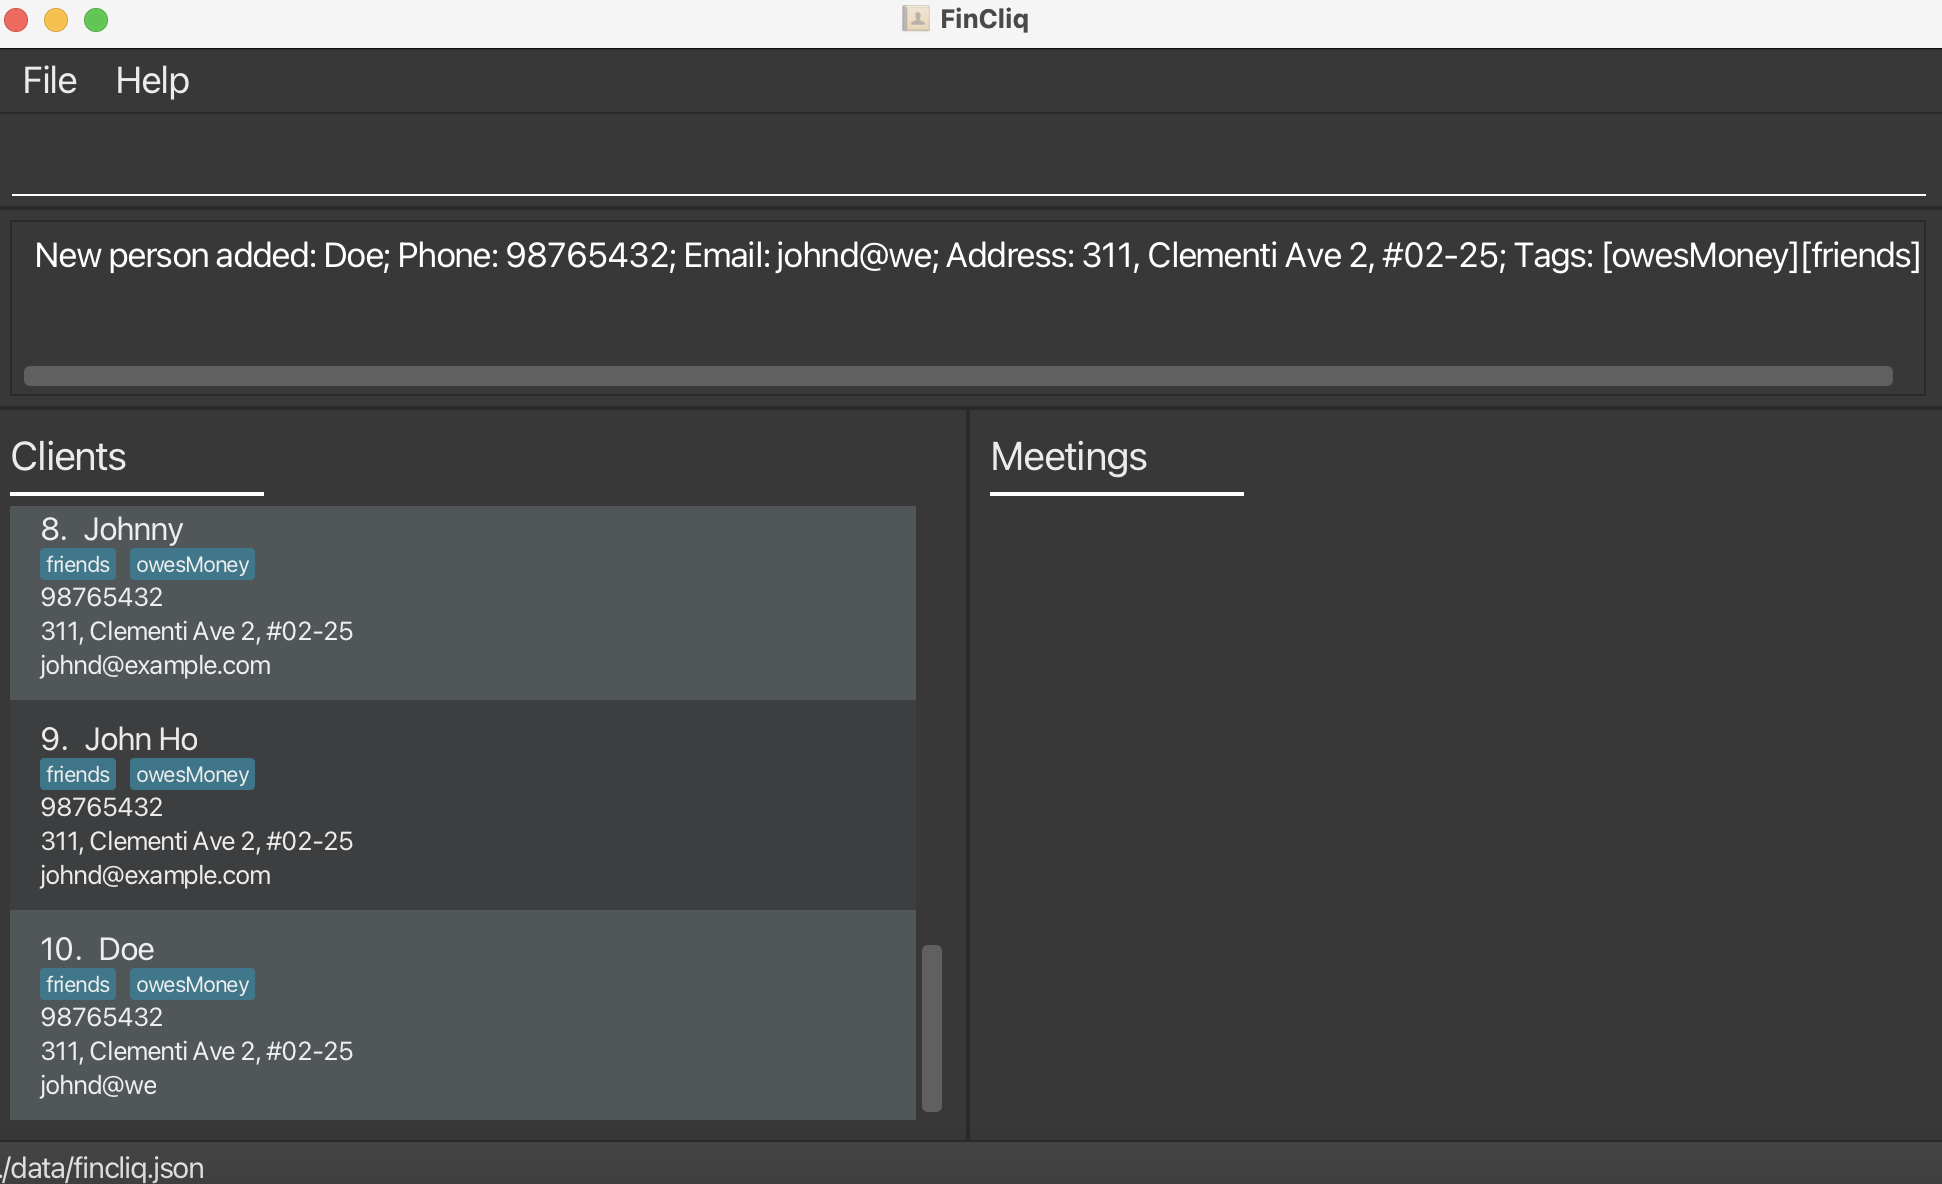 FinCliq
File Help
New person added: Doe; Phone: 98765432; Email: johnd@we; Address: 311, Clementi Ave 2, #02-25; Tags: [owesMoney][friends]
Clients
8. Johnny
friends owesMoney
98765432
311, Clementi Ave 2, #02-25
johnd@example.com
9. John Ho
friends owesMoney
98765432
311, Clementi Ave 2, #02-25
johnd@example.com
10. Doe
friends owesMoney
98765432
311, Clementi Ave 2, #02-25
johnd@we
Meetings
./data/fincliq.json